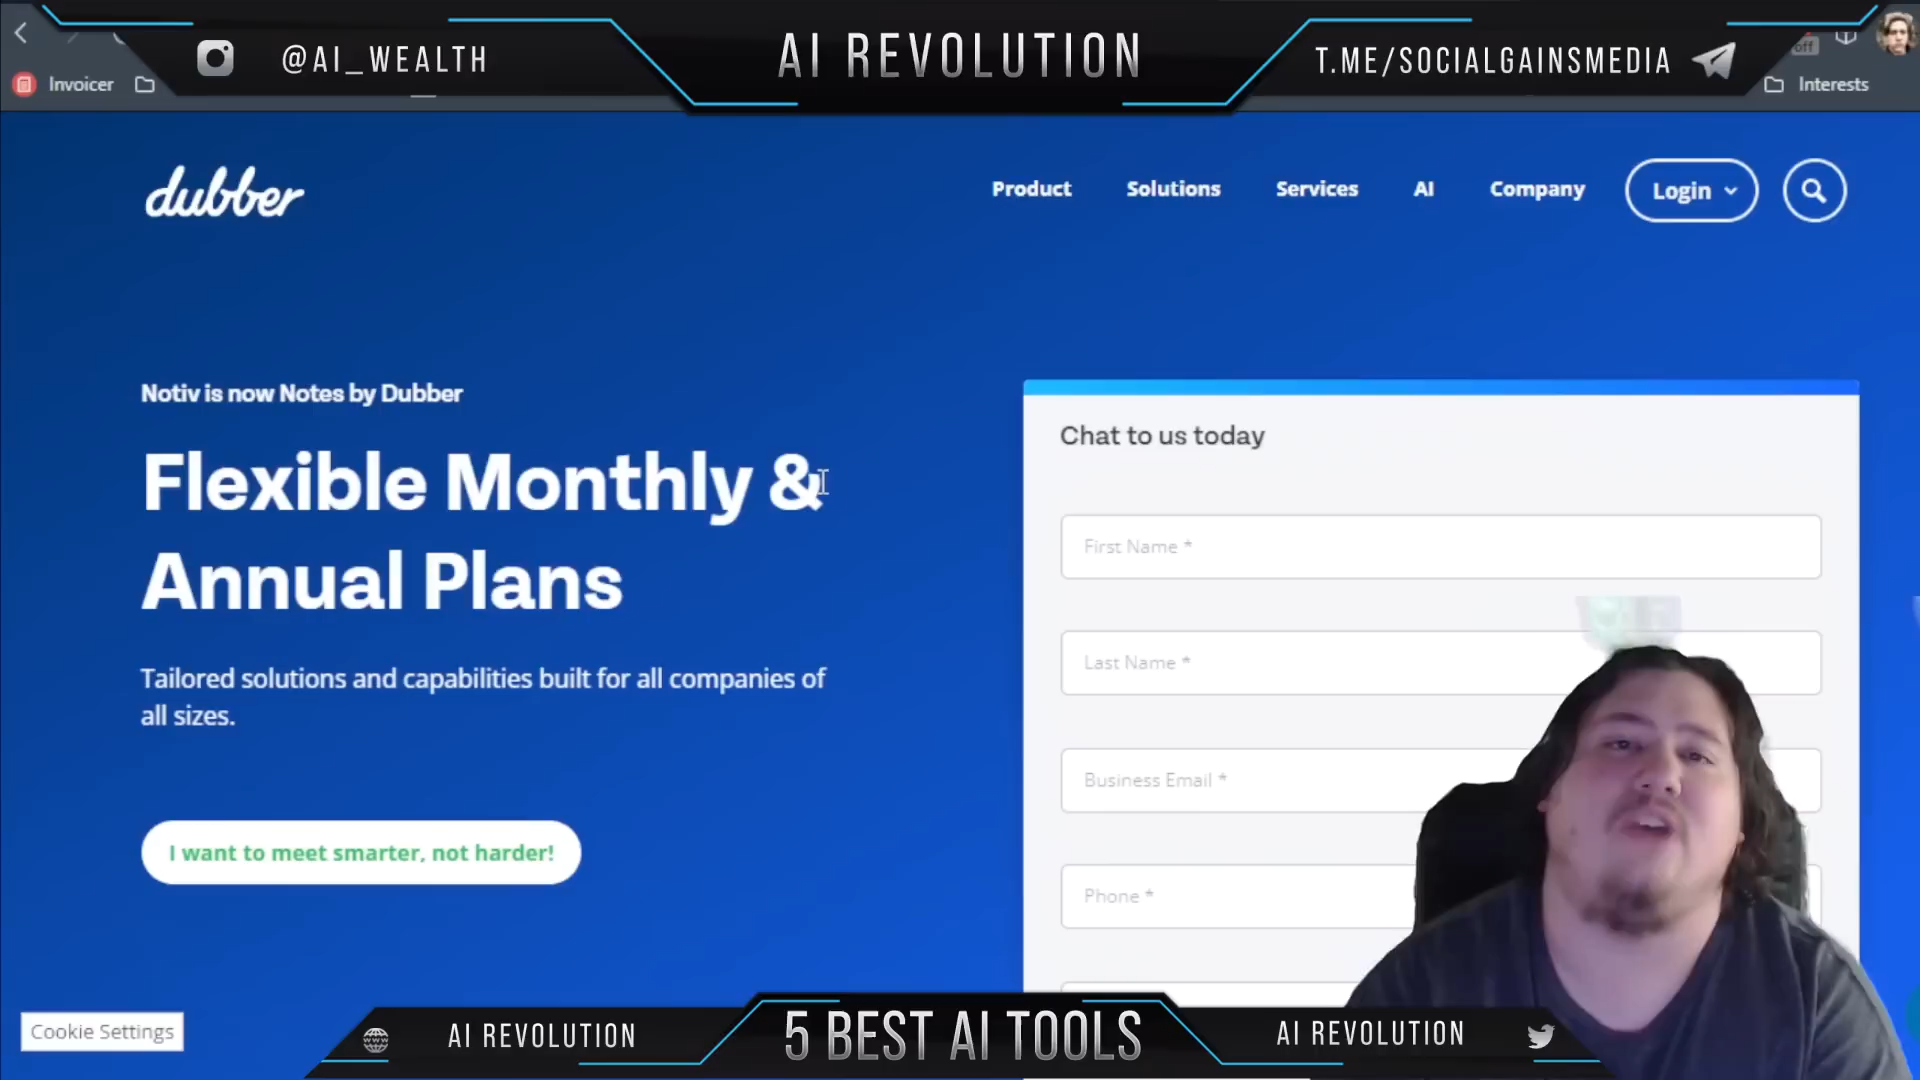 @AI_WEALTH
AI REVOLUTION
T.ME/SOCIALGAINSMEDIA
off
Invoicer
Interests
dubber
Product
Solutions
Services
AI
Company
Login
Notiv is now Notes by Dubber
Flexible Monthly &
Annual Plans
Tailored solutions and capabilities built for all companies of
all sizes.
I want to meet smarter, not harder!
Chat to us today
First Name *
Last Name *
Business Email *
Phone *
Cookie Settings
AI REVOLUTION
5 BEST AI TOOLS
AI REVOLUTION